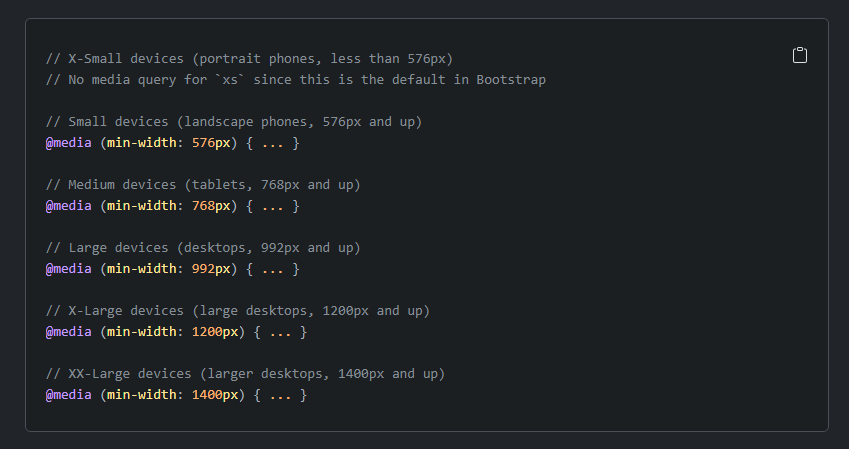 // X-Small devices (portrait phones, less than 576px)
// No media query for `xs` since this is the default in Bootstrap
// Small devices (landscape phones, 576px and up)
@media (min-width: 576px) { ... }
// Medium devices (tablets, 768px and up)
@media (min-width: 768px) { ... }
// Large devices (desktops, 992px and up)
@media (min-width: 992px) { ... }
// X-Large devices (large desktops, 1200px and up)
@media (min-width: 1200px) { ... }
// XX-Large devices (larger desktops, 1400px and up)
@media (min-width: 1400px) { ... }